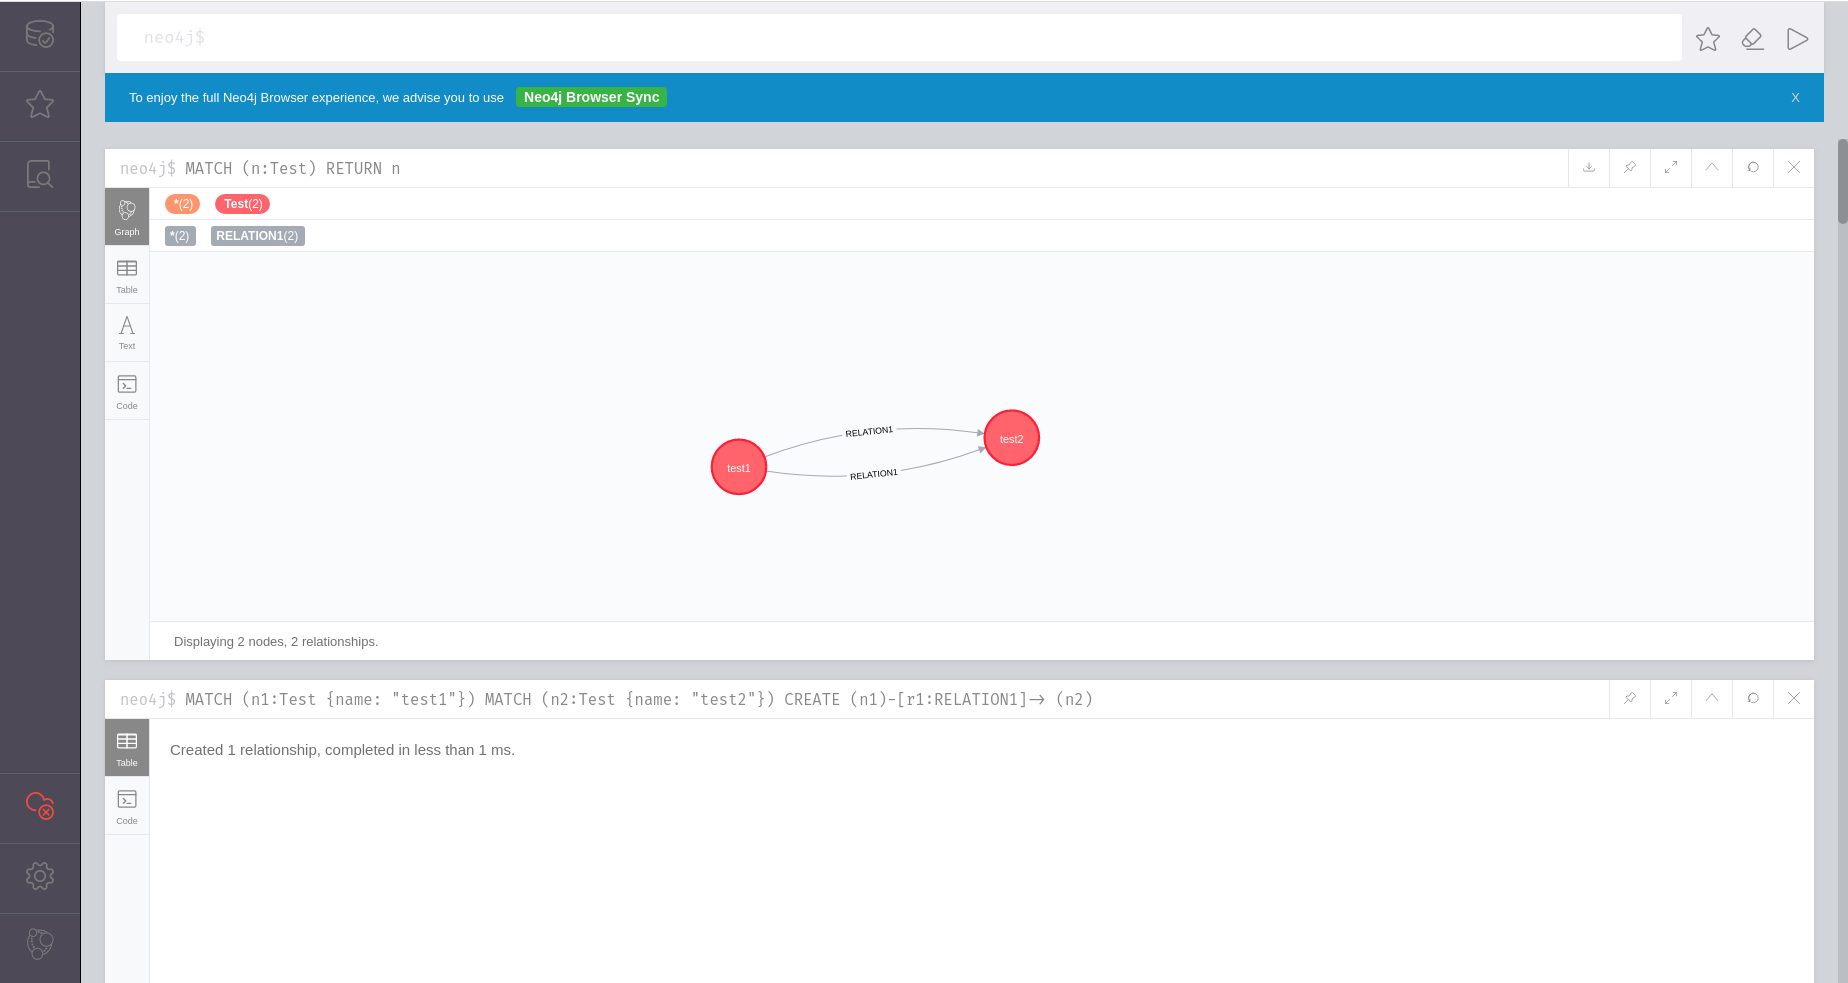 neo4j$
To enjoy the full Neo4j Browser experience, we advise you to use Neo4j Browser Sync X
neo4j$ MATCH (n:Test) RETURN n
*(2) Test(2)
Graph
*(2) RELATION1(2)
Table
Text
Code
RELATION1
test2
test1
RELATION1
Displaying 2 nodes, 2 relationships.
neo4j$ MATCH (n1:Test {name: "test1"}) MATCH (n2:Test {name: "test2"}) CREATE (n1)-[r1:RELATION1]-> (n2)
Table
Created 1 relationship, completed in less than 1 ms.
Code